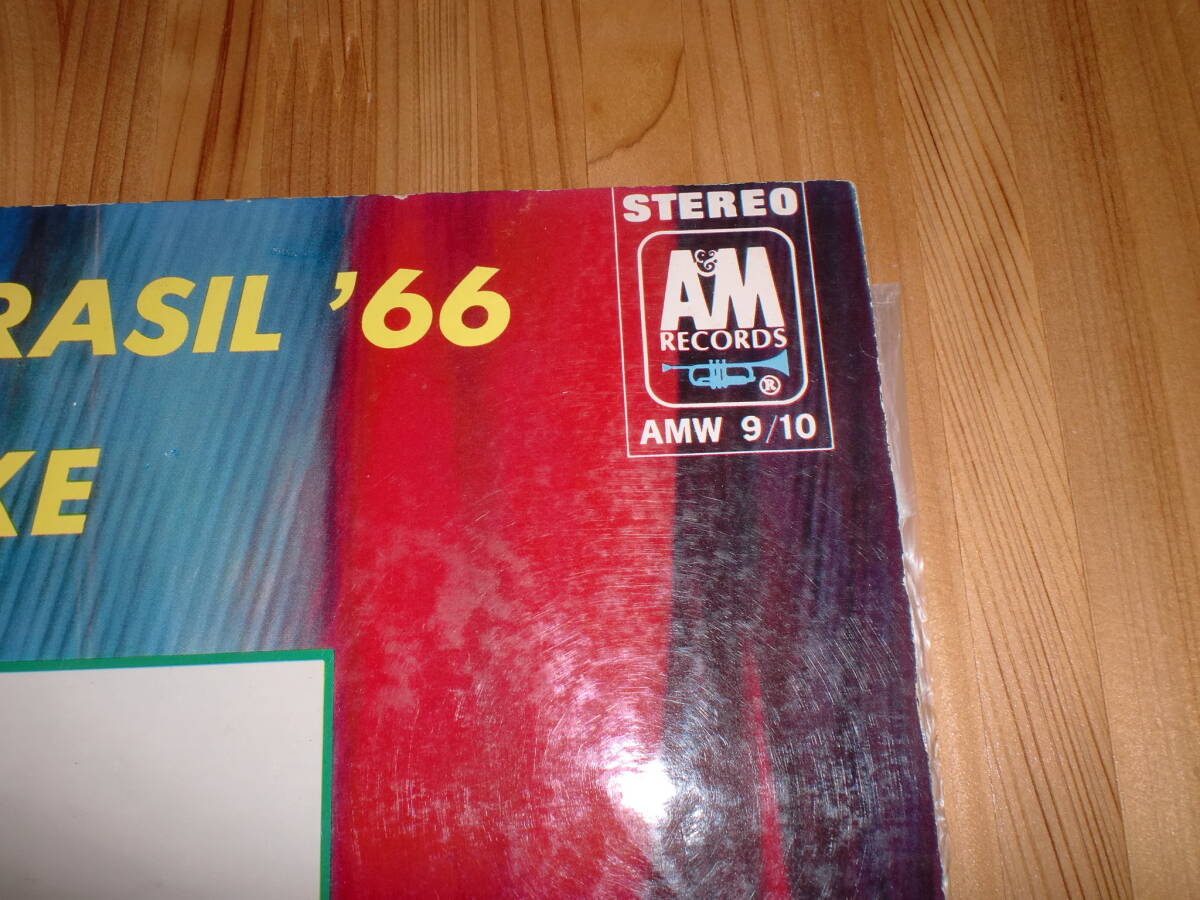 STEREO
A&M
RECORDS
®
AMW 9/10
RASIL '66
KE